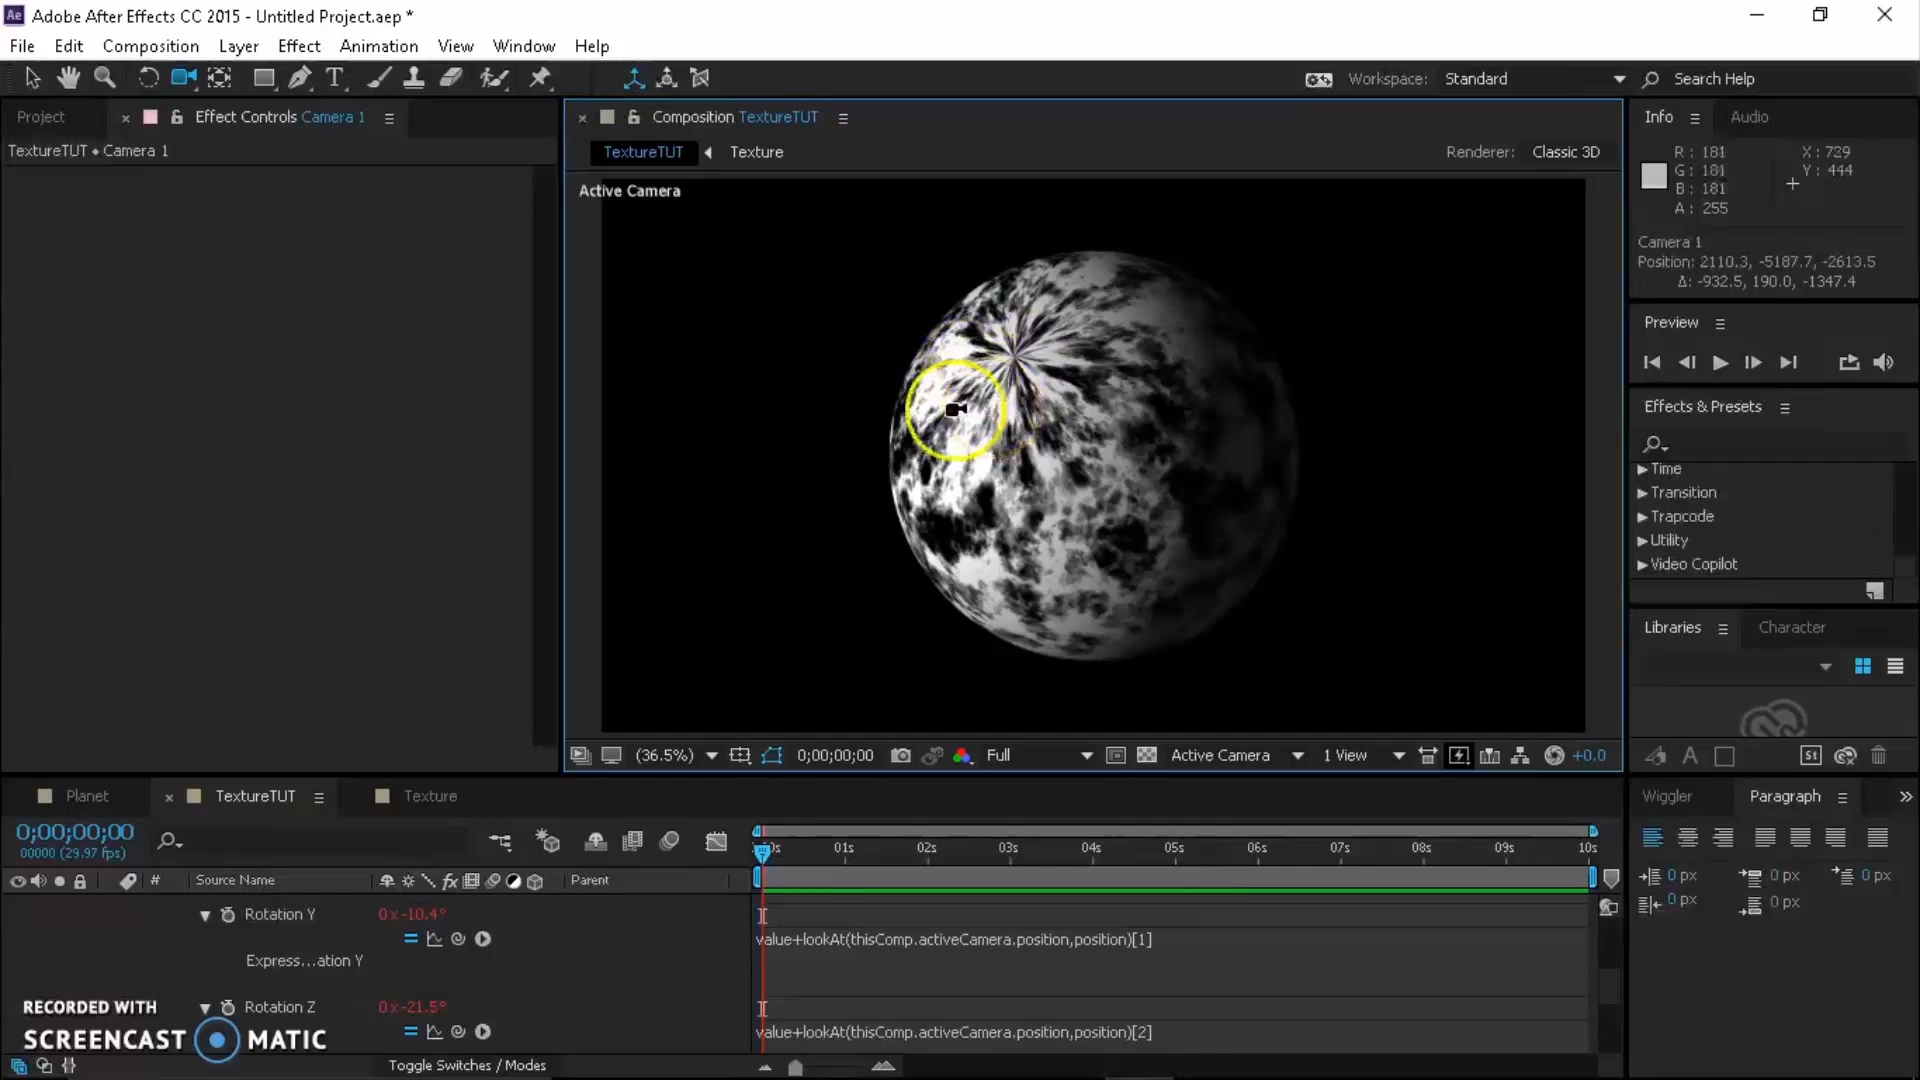 Ae Adobe After Effects CC 2015 - Untitled Project.aep *
File Edit Composition Layer Effect Animation View Window Help
T Workspace: Standard Search Help
Project Effect Controls Camera 1
TextureTUT • Camera 1
Composition TextureTUT
TextureTUT Texture Renderer: Classic 3D
Active Camera
Info Audio
R: 181 X: 729
G: 181 Y: 444
B: 181
A: 255
Camera 1
Position: 2110.3, -5187.7, -2613.5
Δ: -932.5, 190.0, -1347.4
Preview
Effects & Presets
Time
Transition
Trapcode
Utility
Video Copilot
Libraries Character
St
(36.5%) 0;00;00;00 Full Active Camera 1 View +0.0
Planet TextureTUT Texture
0;00;00;00
00000 (29.97 fps)
01s 02s 03s 04s 05s 06s 07s 08s 09s 10s
# Source Name fx Parent
Rotation Y 0x-10.4°
value+lookAt(thisComp.activeCamera.position,position)[1]
Express...ation Y
Rotation Z 0x-21.5°
value+lookAt(thisComp.activeCamera.position,position)[2]
Toggle Switches / Modes
Wiggler Paragraph
0 px 0 px 0 px
0 px 0 px
RECORDED WITH
SCREENCAST MATIC